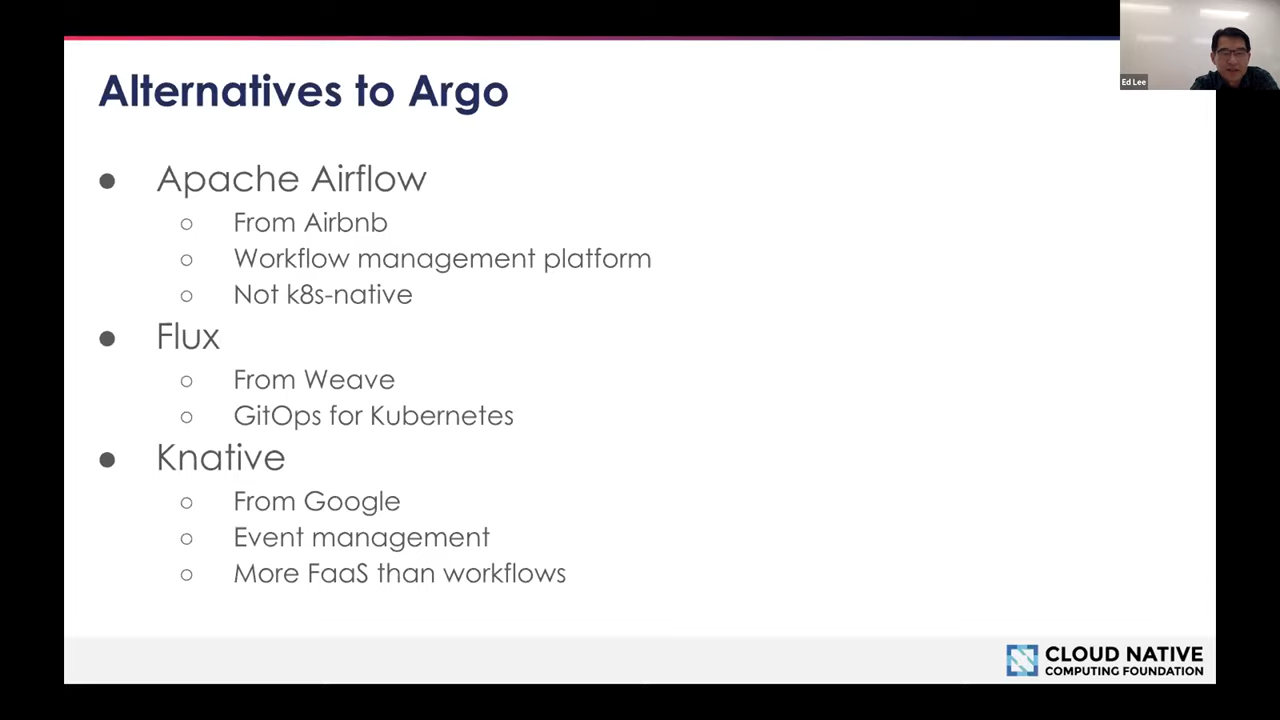 Ed Lee
Alternatives to Argo
● Apache Airflow
○ From Airbnb
○ Workflow management platform
○ Not k8s-native
● Flux
○ From Weave
○ GitOps for Kubernetes
● Knative
○ From Google
○ Event management
○ More FaaS than workflows
CLOUD NATIVE
COMPUTING FOUNDATION